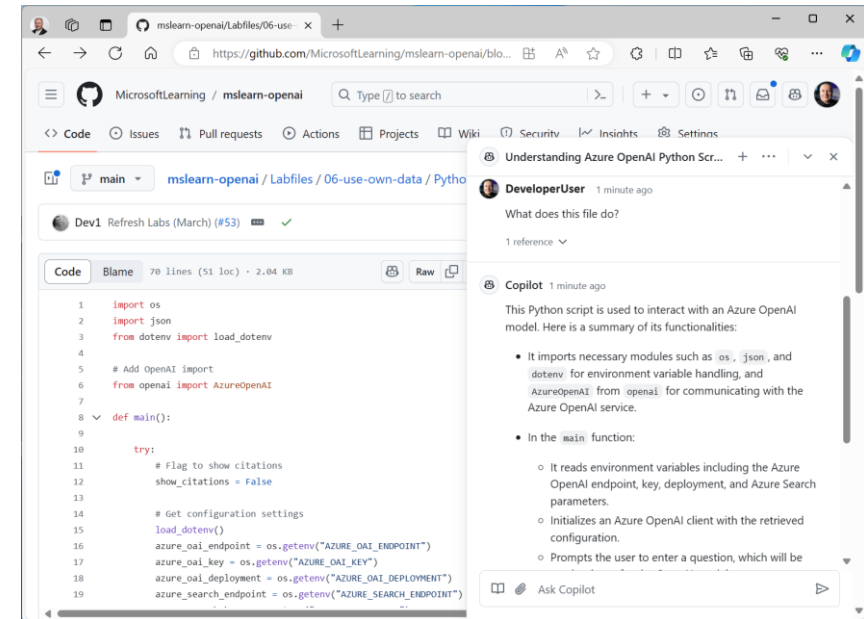 mslearn-openai/Labfiles/06-use-
https://github.com/MicrosoftLearning/mslearn-openai/blo...
MicrosoftLearning / mslearn-openai
Type / to search
Code Issues Pull requests Actions Projects Wiki Security Insights Settings
main
mslearn-openai / Labfiles / 06-use-own-data / Pytho
Dev1 Refresh Labs (March) (#53)
Code Blame 70 lines (51 loc) · 2.04 KB Raw
1 import os
2 import json
3 from dotenv import load_dotenv
4
5 # Add OpenAI import
6 from openai import AzureOpenAI
7
8 def main():
9
10 try:
11 # Flag to show citations
12 show_citations = False
13
14 # Get configuration settings
15 load_dotenv()
16 azure_oai_endpoint = os.getenv("AZURE_OAI_ENDPOINT")
17 azure_oai_key = os.getenv("AZURE_OAI_KEY")
18 azure_oai_deployment = os.getenv("AZURE_OAI_DEPLOYMENT")
19 azure_search_endpoint = os.getenv("AZURE_SEARCH_ENDPOINT")
Understanding Azure OpenAI Python Scr...
DeveloperUser 1 minute ago
What does this file do?
1 reference
Copilot 1 minute ago
This Python script is used to interact with an Azure OpenAI
model. Here is a summary of its functionalities:
• It imports necessary modules such as os, json, and
dotenv for environment variable handling, and
AzureOpenAI from openai for communicating with the
Azure OpenAI service.
• In the main function:
○ It reads environment variables including the Azure
OpenAI endpoint, key, deployment, and Azure Search
parameters.
○ Initializes an Azure OpenAI client with the retrieved
configuration.
○ Prompts the user to enter a question, which will be
Ask Copilot